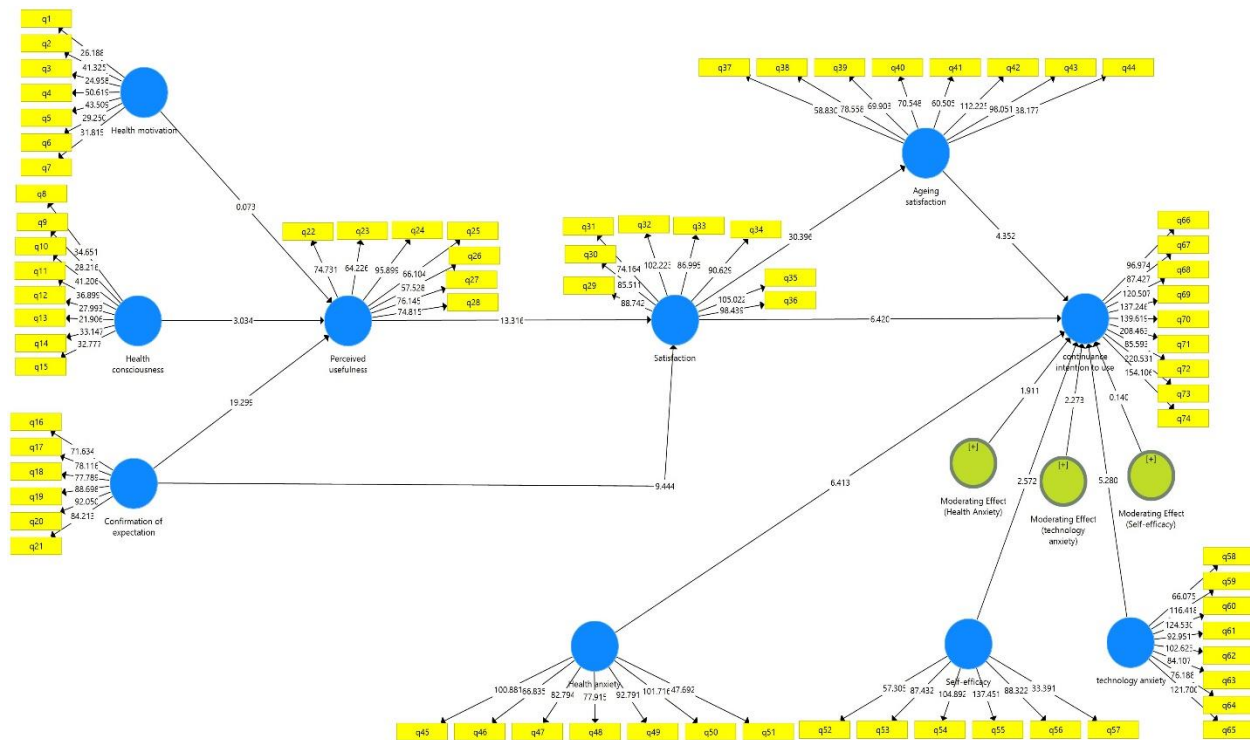 q1
q2
q3
q4
q5
q6
q7
26.188
41.325
24.958
50.619
43.509
29.250
31.815
Health motivation
0.073
q8
q9
q10
q11
q12
q13
q14
q15
34.651
28.216
41.206
36.899
27.993
21.906
33.147
32.777
Health
consciousness
3.034
q16
q17
q18
q19
q20
q21
71.634
78.116
77.789
88.698
92.050
84.213
Confirmation of
expectation
19.299
9.444
q22
q23
q24
q25
q26
q27
q28
74.731
64.226
95.899
66.104
57.528
76.145
74.815
Perceived
usefulness
13.316
q31
q32
q33
q34
q30
q29
q35
q36
74.164
102.223
86.995
90.629
85.511
88.742
105.022
98.439
Satisfaction
30.396
6.420
q37
q38
q39
q40
q41
q42
q43
q44
58.830
78.558
69.903
70.548
60.505
112.225
98.051
38.177
Ageing
satisfaction
4.352
q66
q67
q68
q69
q70
q71
q72
q73
q74
96.974
87.427
120.507
137.246
139.619
208.463
85.593
220.531
154.106
continuance
intention to use
1.911
2.273
0.140
[+]
Moderating Effect
(Health Anxiety)
[+]
Moderating Effect
(technology
anxiety)
[+]
Moderating Effect
(Self-efficacy)
6.413
2.572
5.280
Health anxiety
100.881
66.835
82.794
77.915
92.791
101.716
47.692
q45
q46
q47
q48
q49
q50
q51
Self-efficacy
57.305
87.432
104.892
137.451
88.322
33.391
q52
q53
q54
q55
q56
q57
technology anxiety
66.075
116.418
124.530
92.951
102.623
84.107
76.188
121.700
q58
q59
q60
q61
q62
q63
q64
q65